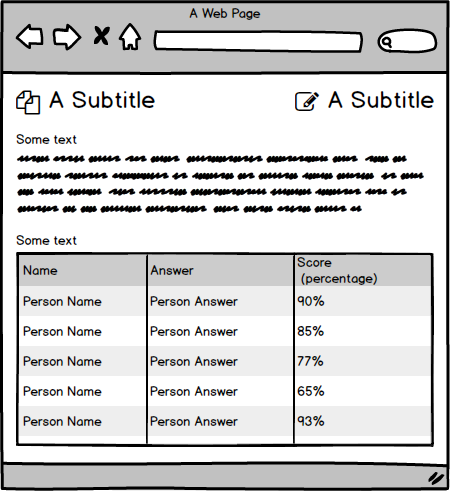 A Web Page
A Subtitle
A Subtitle
Some text
Some text
Name Answer Score
(percentage)
Person Name Person Answer 90%
Person Name Person Answer 85%
Person Name Person Answer 77%
Person Name Person Answer 65%
Person Name Person Answer 93%